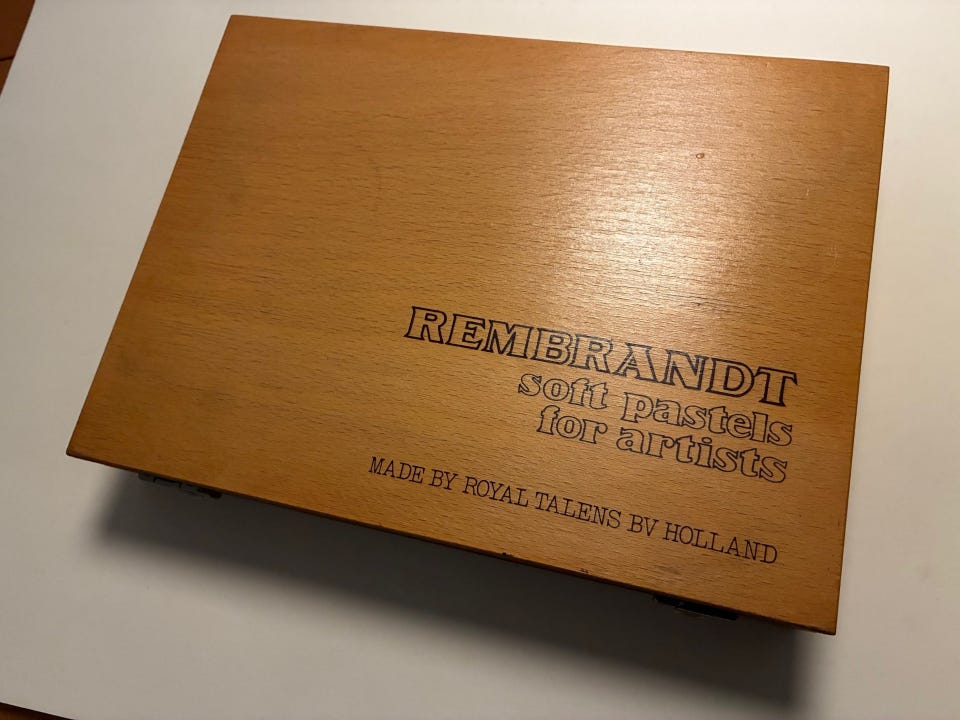 REMBRANDT
soft pastels
for artists
MADE BY ROYAL TALENS BV HOLLAND